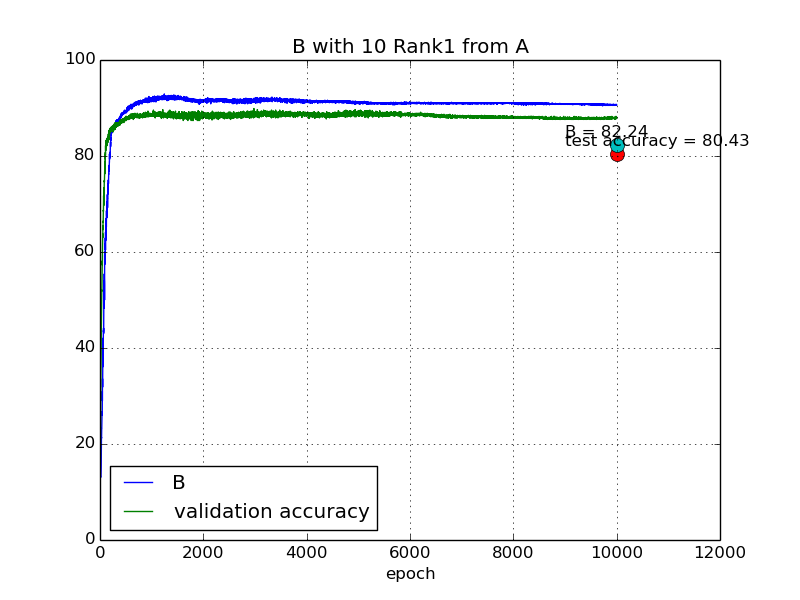 B with 10 Rank1 from A
100
80
60
40
20
0
B = 82.24
test accuracy = 80.43
B
validation accuracy
0 2000 4000 6000 8000 10000 12000
epoch